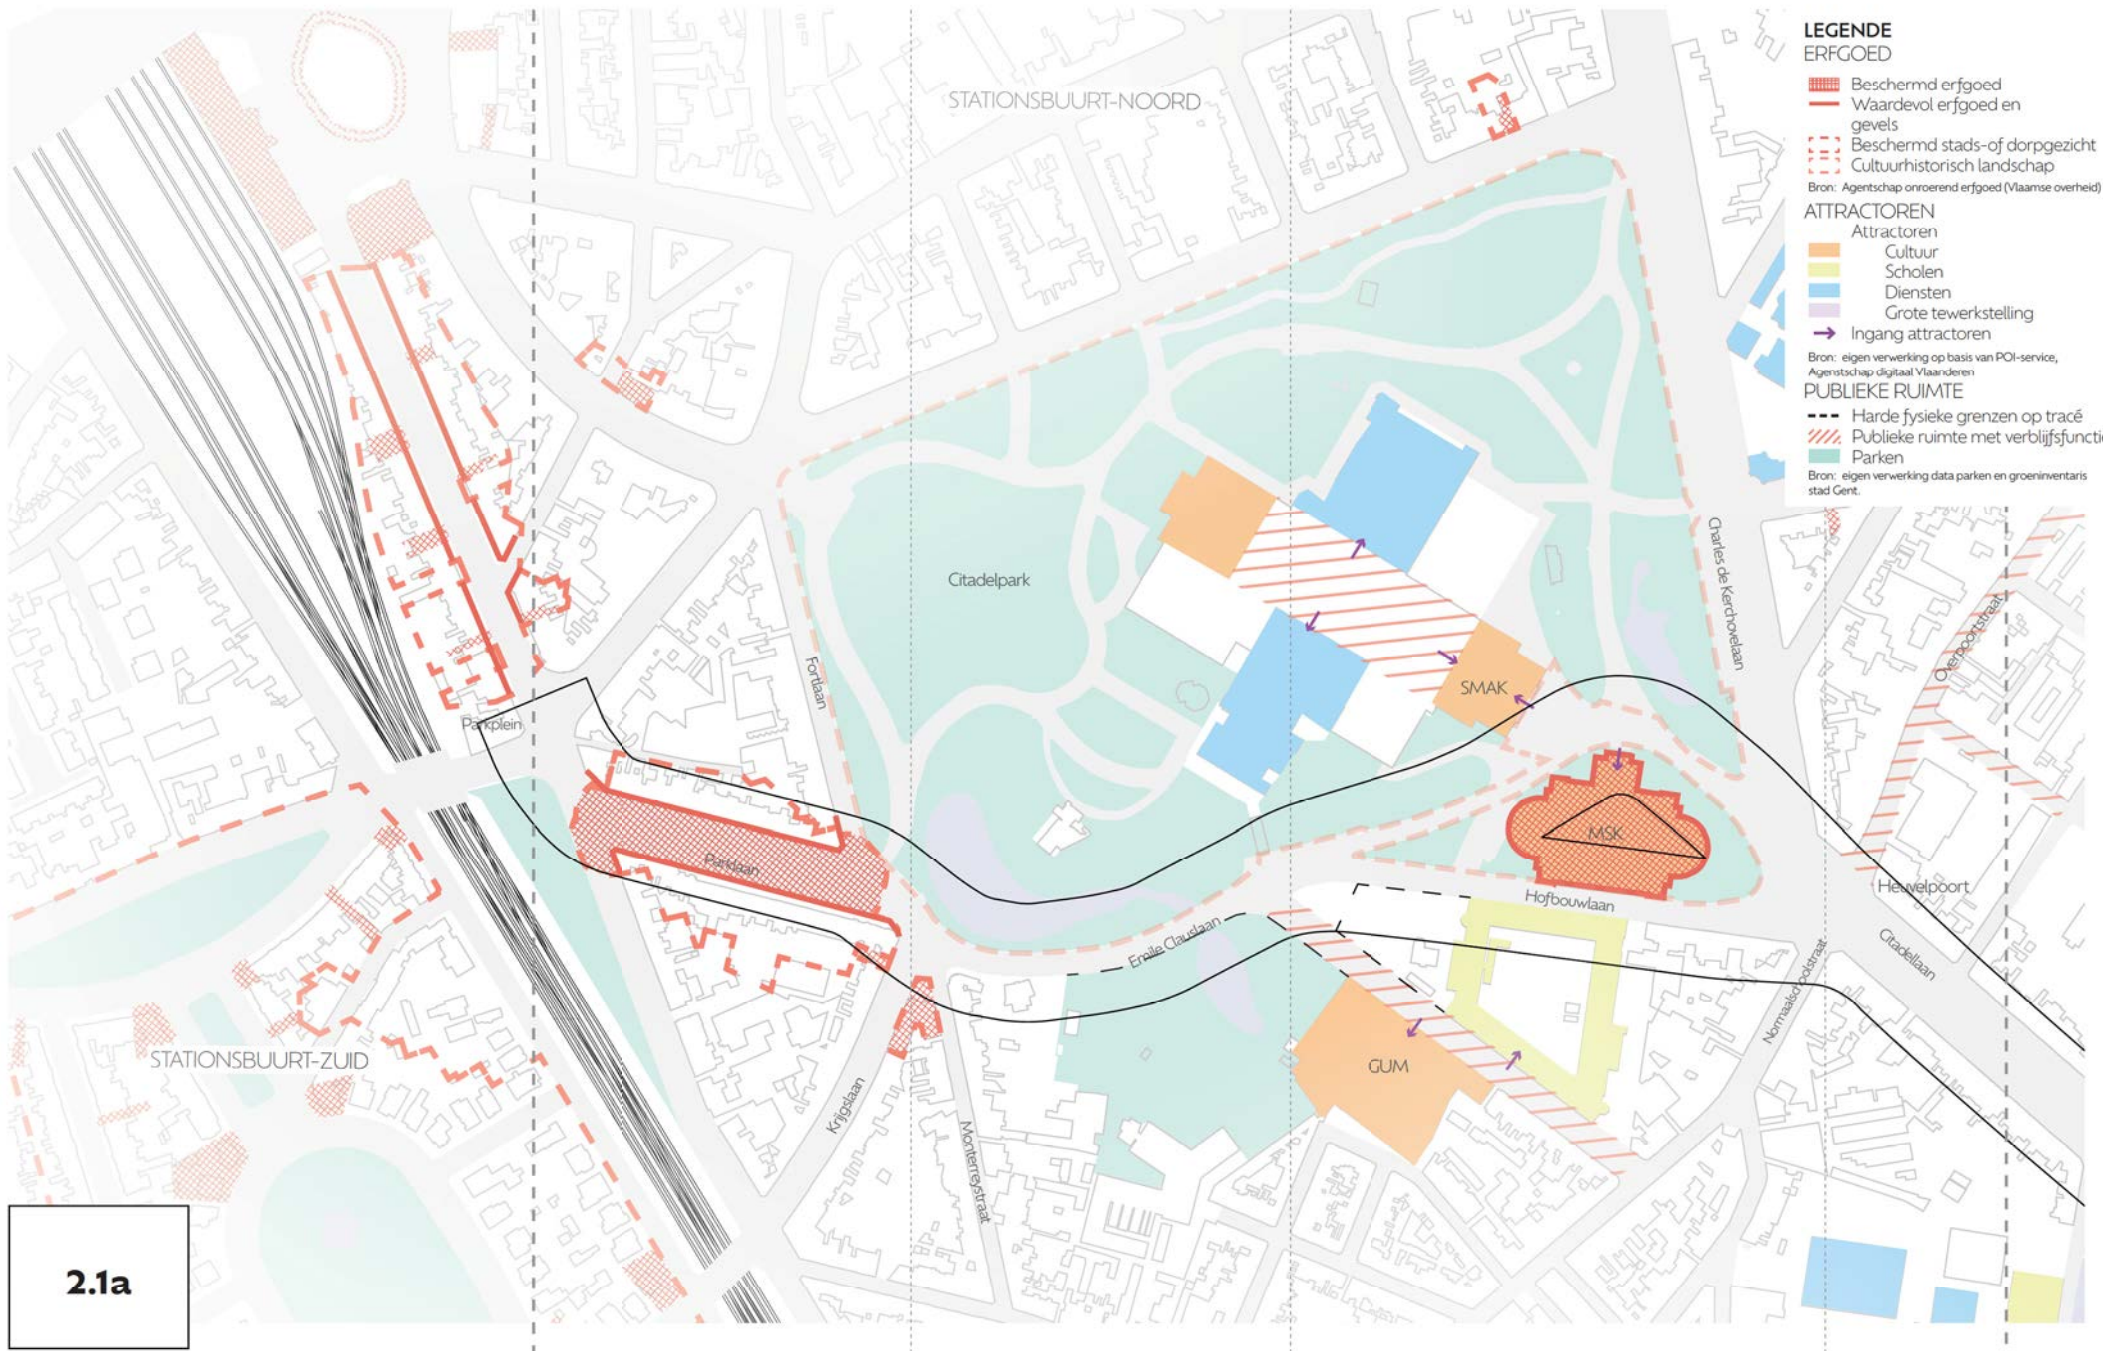 LEGENDE
ERFGOED
Beschermd erfgoed
Waardevol erfgoed en
gevels
Beschermd stads-of dorpgezicht
Cultuurhistorisch landschap
Bron: Agentschap onroerend erfgoed (Vlaamse overheid)
ATTRACTOREN
Attractoren
Cultuur
Scholen
Diensten
Grote tewerkstelling
Ingang attractoren
Bron: eigen verwerking op basis van POI-service,
Agenstschap digitaal Vlaanderen
PUBLIEKE RUIMTE
Harde fysieke grenzen op tracé
Publieke ruimte met verblijfsfuncti
Parken
Bron: eigen verwerking data parken en groeninventaris
stad Gent.
STATIONSBUURT-NOORD
Citadelpark
Charles de Kerchovelaan
Overpoortstraat
Fortlaan
SMAK
Parkplein
MSK
Parklaan
Heuvelpoort
Hofbouwlaan
Emile Clauslaan
Citadellaan
Normaalschoolstraat
STATIONSBUURT-ZUID
GUM
Krijgslaan
Monterreystraat
2.1a